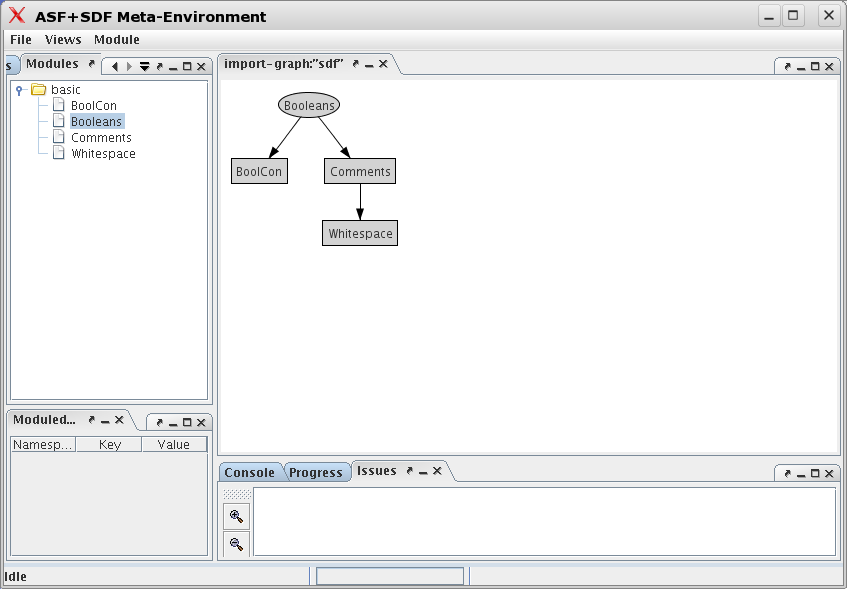 ASF+SDF Meta-Environment
File Views Module
s Modules
basic
BoolCon
Booleans
Comments
Whitespace
import-graph:"sdf"
Booleans
BoolCon
Comments
Whitespace
Moduled...
Namesp... Key Value
Console Progress Issues
Idle